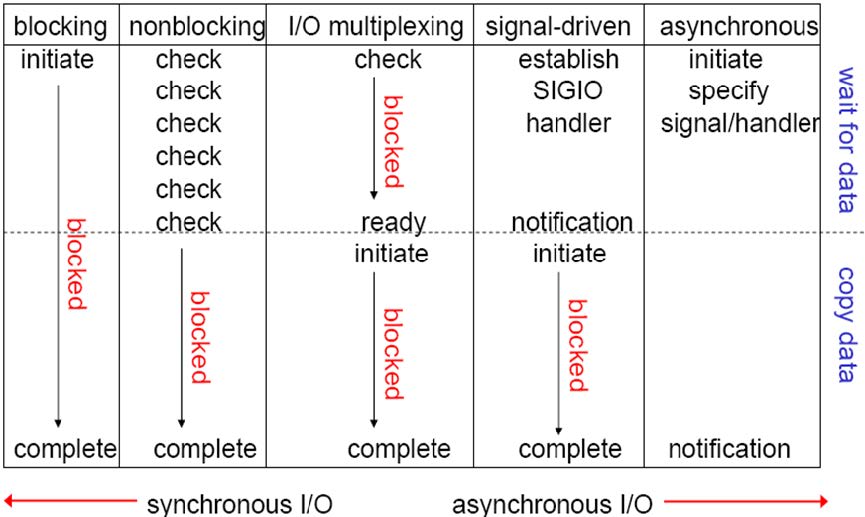 blocking nonblocking I/O multiplexing signal-driven asynchronous
initiate check check establish initiate
check SIGIO specify
check handler signal/handler
check
check
check ready notification
initiate initiate
blocked
blocked
blocked
blocked
blocked
complete complete complete complete notification
wait for data
copy data
synchronous I/O asynchronous I/O